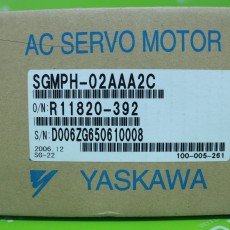 AC SERVO MOTOR
SGMPH-02AAA2C
O/N: R11820-392
S/N: D006ZG650610008
2006.12
SG-22
100-005-261
YASKAWA